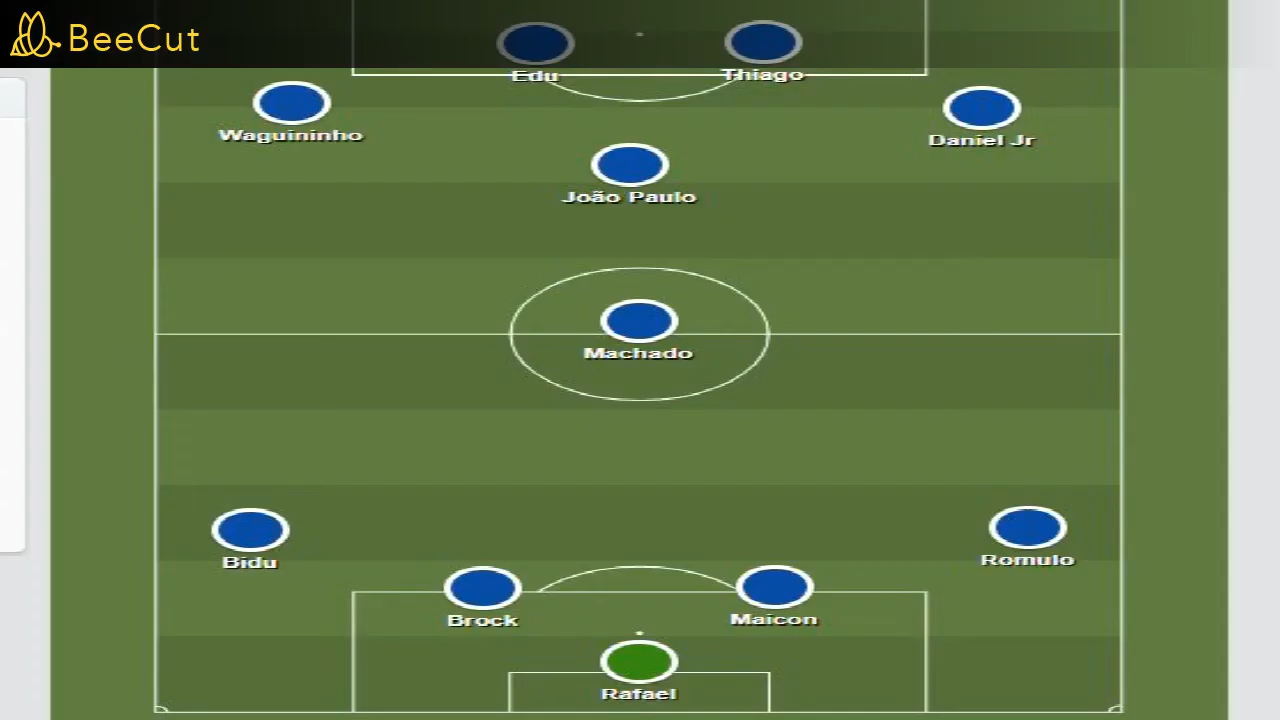 BeeCut
Edu
Thiago
Waguininho
Daniel Jr
João Paulo
Machado
Bidu
Romulo
Brock
Maicon
Rafael